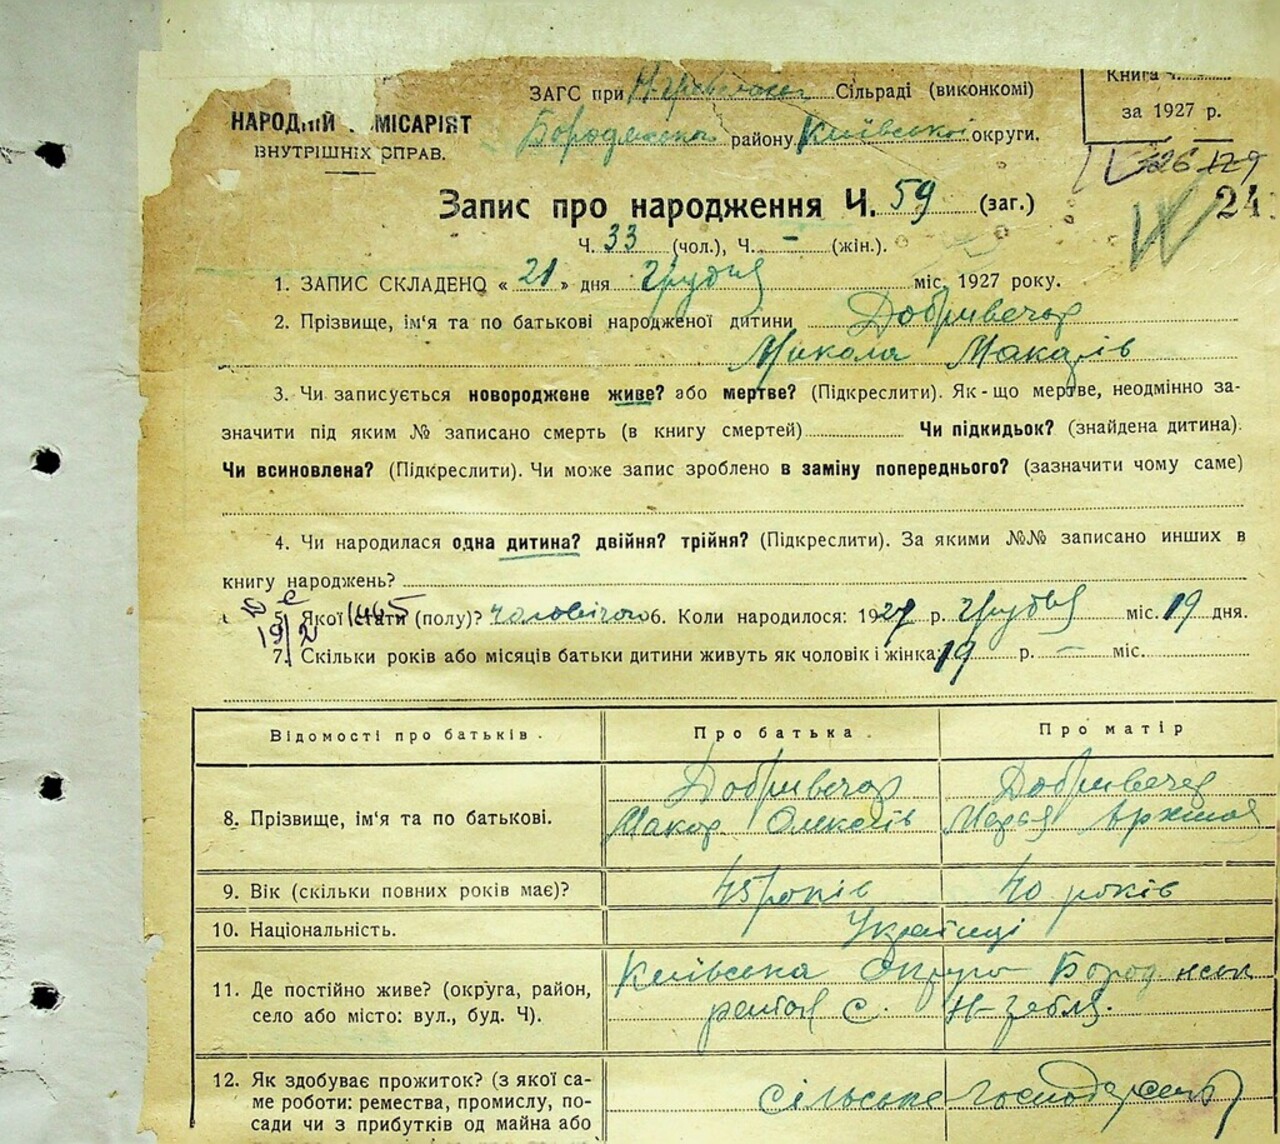 Книга Ч.
ЗАГС при Н-Гребельській Сільраді (виконкомі)
за 1927 р.
НАРОДНІЙ КОМІСАРІЯТ
Бородянського району Київської округи.
ВНУТРІШНІХ СПРАВ.
Запис про народження Ч. 59 (заг.)
24
Ч. 33 (чол.), Ч. – (жін.).
1. ЗАПИС СКЛАДЕНО « 21 » дня Грудня міс. 1927 року.
2. Прізвище, ім'я та по батькові народженої дитини Добривечор
Микола Макарів
3. Чи записується новороджене живе? або мертве? (Підкреслити). Як-що мертве, неодмінно за-
значити під яким № записано смерть (в книгу смертей) Чи підкидьок? (знайдена дитина).
Чи всиновлена? (Підкреслити). Чи може запис зроблено в заміну попереднього? (зазначити чому саме)
4. Чи народилася одна дитина? двійня? трійня? (Підкреслити). За якими №№ записано инших в
книгу народжень?
5. Якої стати (полу)? чоловічого 6. Коли народилося: 1927 р. Грудня міс. 19 дня.
7. Скільки років або місяців батьки дитини живуть як чоловік і жінка: 19 р. – міс.
Відомості про батьків. Про батька. Про матір
Добривечор Добривечор
8. Прізвище, ім'я та по батькові. Макар Олексіїв Марья
9. Вік (скільки повних років має)? 45 років 40 років
10. Національність. Українці
Київська Округа Бородянськ
11. Де постійно живе? (округа, район,
район с. Н-Гребля.
село або місто: вул., буд. Ч).
12. Як здобуває прожиток? (з якої са-
ме роботи: ремества, промислу, по- сільське господарство
сади чи з прибутків од майна або